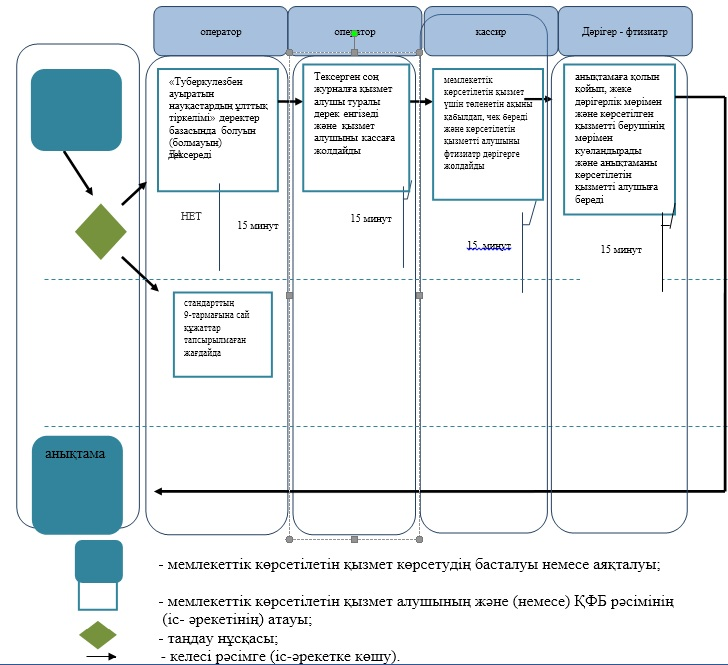 оператор
оператор
кассир
Дәрігер - фтизиатр
«Туберкулезбен
ауыратын
науқастардың ұлттық
тіркелімі» деректер
базасында болуын
(болмауын)
тексереді
НЕТ
15 минут
Тексерген соң
журналға қызмет
алушы туралы
дерек енгізеді
және қызмет
алушыны кассаға
жолдайды
15 минут
мемлекеттік
көрсетілетін қызмет
үшін төленетін ақыны
қабылдап, чек береді
және көрсетілетін
қызметті алушыны
фтизиатр дәрігерге
жолдайды
15 минут
анықтамаға қолын
қойып, жеке
дәрігерлік мөрімен
және көрсетілген
қызметті берушінің
мөрімен
куәландырады
және анықтаманы
көрсетілетін
қызметті алушыға
береді
15 минут
стандарттың
9-тармағына сай
құжаттар
тапсырылмаған
жағдайда
анықтама
- мемлекеттік көрсетілетін қызмет көрсетудің басталуы немесе аяқталуы;
- мемлекеттік көрсетілетін қызмет алушының және (немесе) ҚФБ рәсімінің
(іс- әрекетінің) атауы;
- таңдау нұсқасы;
- келесі рәсімге (іс-әрекетке көшу).